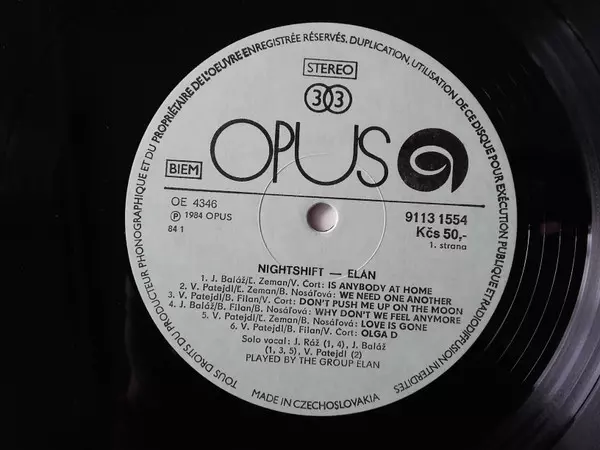 TOUS DROITS DU PRODUCTEUR PHONOGRAPHIQUE ET DU PROPRIÉTAIRE DE L'OEUVRE ENREGISTRÉE RÉSERVÉS. DUPLICATION, UTILISATION DE CE DISQUE POUR EXÉCUTION PUBLIQUE ET RADIODIFFUSION INTERDITES
STEREO
33
OPUS
BIEM
OE 4346
℗ 1984 OPUS
84 1
9113 1554
Kčs 50,-
1. strana
NIGHTSHIFT — ELÁN
1. J. Baláž/Ľ. Zeman/V. Cort: IS ANYBODY AT HOME
2. V. Patejdl/Ľ. Zeman/B. Nosáľová: WE NEED ONE ANOTHER
3. V. Patejdl/B. Filan/V. Cort: DON'T PUSH ME UP ON THE MOON
4. J. Baláž/B. Filan/B. Nosáľová: WHY DON'T WE FEEL ANYMORE
5. V. Patejdl/Ľ. Zeman/B. Nosáľová: LOVE IS GONE
6. V. Patejdl/B. Filan/V. Cort: OLGA D
Solo vocal: J. Ráž (1, 4), J. Baláž
(1, 3, 5), V. Patejdl (2)
PLAYED BY THE GROUP ELAN
MADE IN CZECHOSLOVAKIA